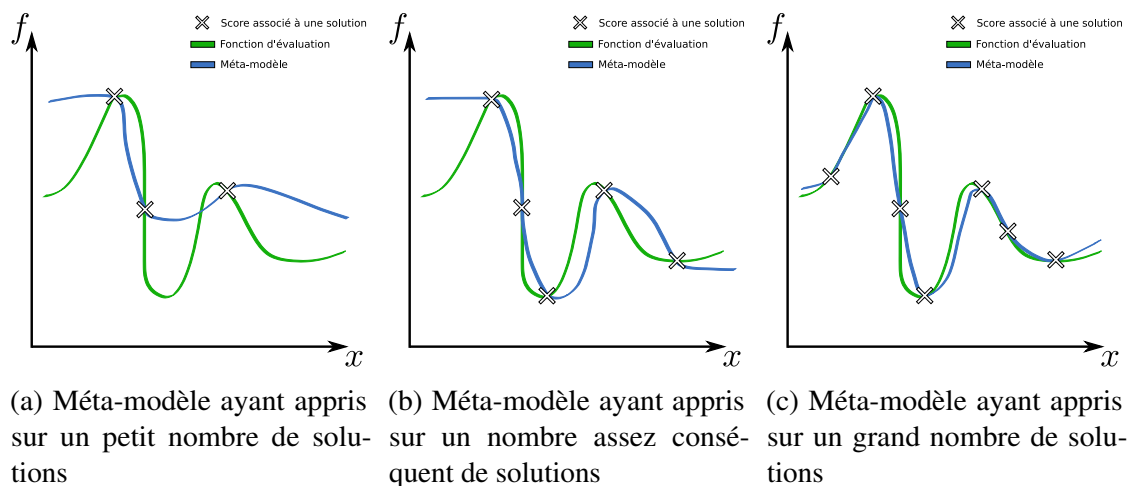 f
Score associé à une solution
Fonction d'évaluation
Méta-modèle
x
(a) Méta-modèle ayant appris
sur un petit nombre de solu-
tions
f
Score associé à une solution
Fonction d'évaluation
Méta-modèle
x
(b) Méta-modèle ayant appris
sur un nombre assez consé-
quent de solutions
f
Score associé à une solution
Fonction d'évaluation
Méta-modèle
x
(c) Méta-modèle ayant appris
sur un grand nombre de solu-
tions